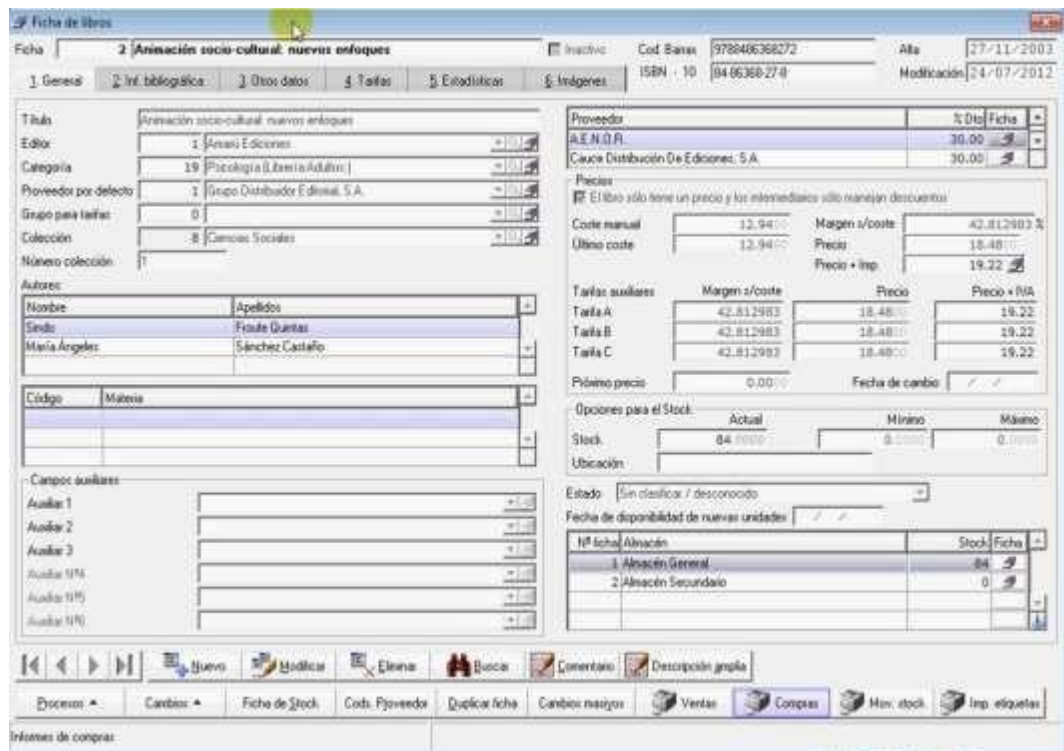 Ficha de libros
Ficha 2 Animación socio-cultural: nuevos enfoques Inactivo Cod. Barras 9788486368272 Alta 27/11/2003
ISBN - 10 84-86368-27-8 Modificación 24/07/2012
1. General 2. Inf. bibliográfica 3. Otros datos 4. Tarifas 5. Estadísticas 6. Imágenes
Título Animación socio-cultural: nuevos enfoques
Editor 1 Amarú Ediciones
Categoría 19 Psicología (Librería Adultos:)
Proveedor por defecto 1 Grupo Distribuidor Editorial, S.A.
Grupo para tarifas 0
Colección 8 Ciencias Sociales
Número colección 1
Autores:
Nombre Apellidos
Sindo Froufe Quintas
María Ángeles Sánchez Castaño
Código Materia
Campos auxiliares
Auxiliar 1
Auxiliar 2
Auxiliar 3
Auxiliar Nº4
Auxiliar Nº5
Auxiliar Nº6
Proveedor % Dto Ficha
A.E.N.O.R. 30.00
Cauce Distribución De Ediciones, S.A. 30.00
Precios
El libro sólo tiene un precio y los intermediarios sólo manejan descuentos
Coste manual 12.9400 Margen s/coste 42.812983 %
Último coste 12.9400 Precio 18.4800
Precio + Imp. 19.22
Tarifas auxiliares Margen s/coste Precio Precio + IVA
Tarifa A 42.812983 18.4800 19.22
Tarifa B 42.812983 18.4800 19.22
Tarifa C 42.812983 18.4800 19.22
Próximo precio 0.0000 Fecha de cambio / /
Opciones para el Stock
Actual Mínimo Máximo
Stock 84.0000 0.0000 0.0000
Ubicación
Estado Sin clasificar / desconocido
Fecha de disponibilidad de nuevas unidades / /
Nº ficha Almacén Stock Ficha
1 Almacén General 84
2 Almacén Secundario 0
Nuevo Modificar Eliminar Buscar Comentario Descripción amplia
Procesos Cambios Ficha de Stock Cods. Proveedor Duplicar ficha Cambios masivos Ventas Compras Mov. stock Imp. etiquetas
Informes de compras